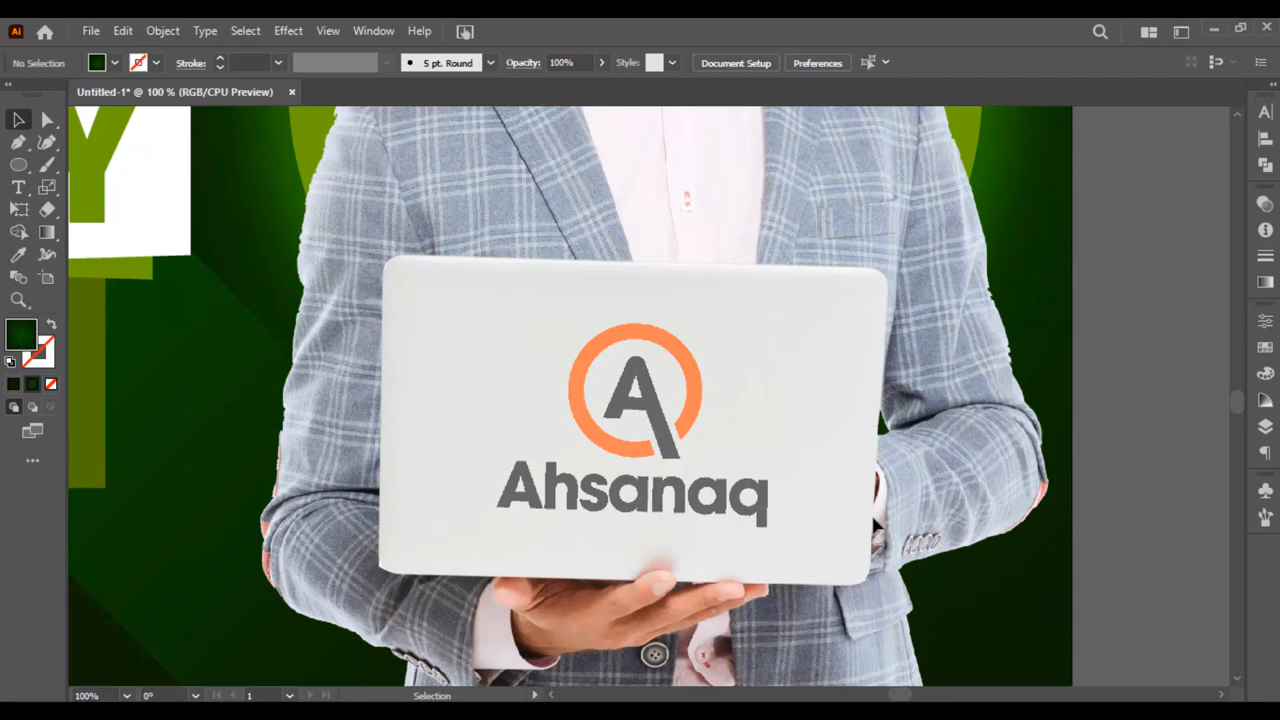 Ai File Edit Object Type Select Effect View Window Help
No Selection Stroke: 5 pt. Round Opacity: 100% Style: Document Setup Preferences
Untitled-1* @ 100 % (RGB/CPU Preview)
Y
A
Ahsanaq
100% 0° 1 Selection